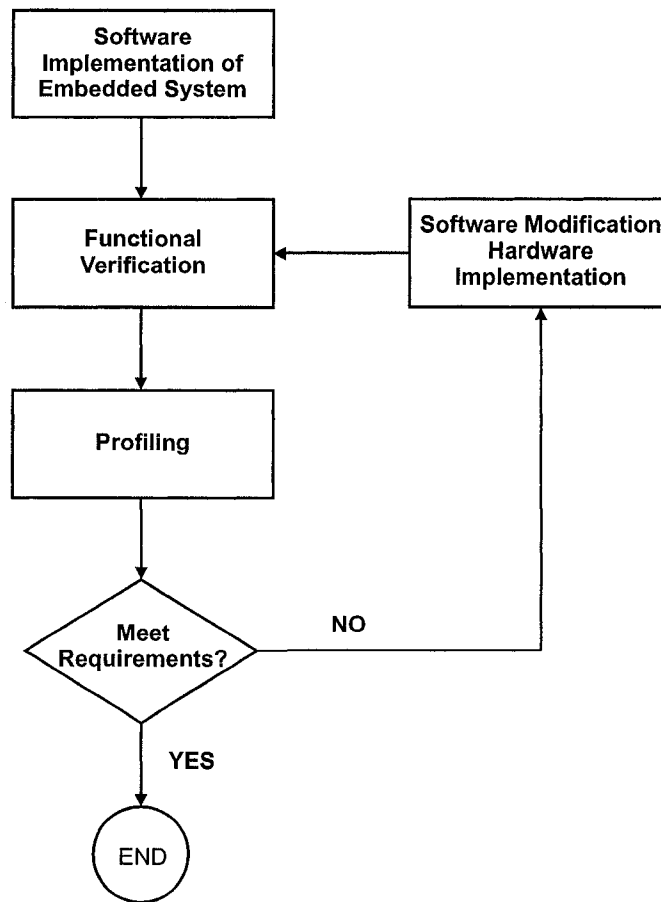 Software
Implementation of
Embedded System
Functional
Verification
Software Modification
Hardware
Implementation
Profiling
Meet
Requirements?
NO
YES
END